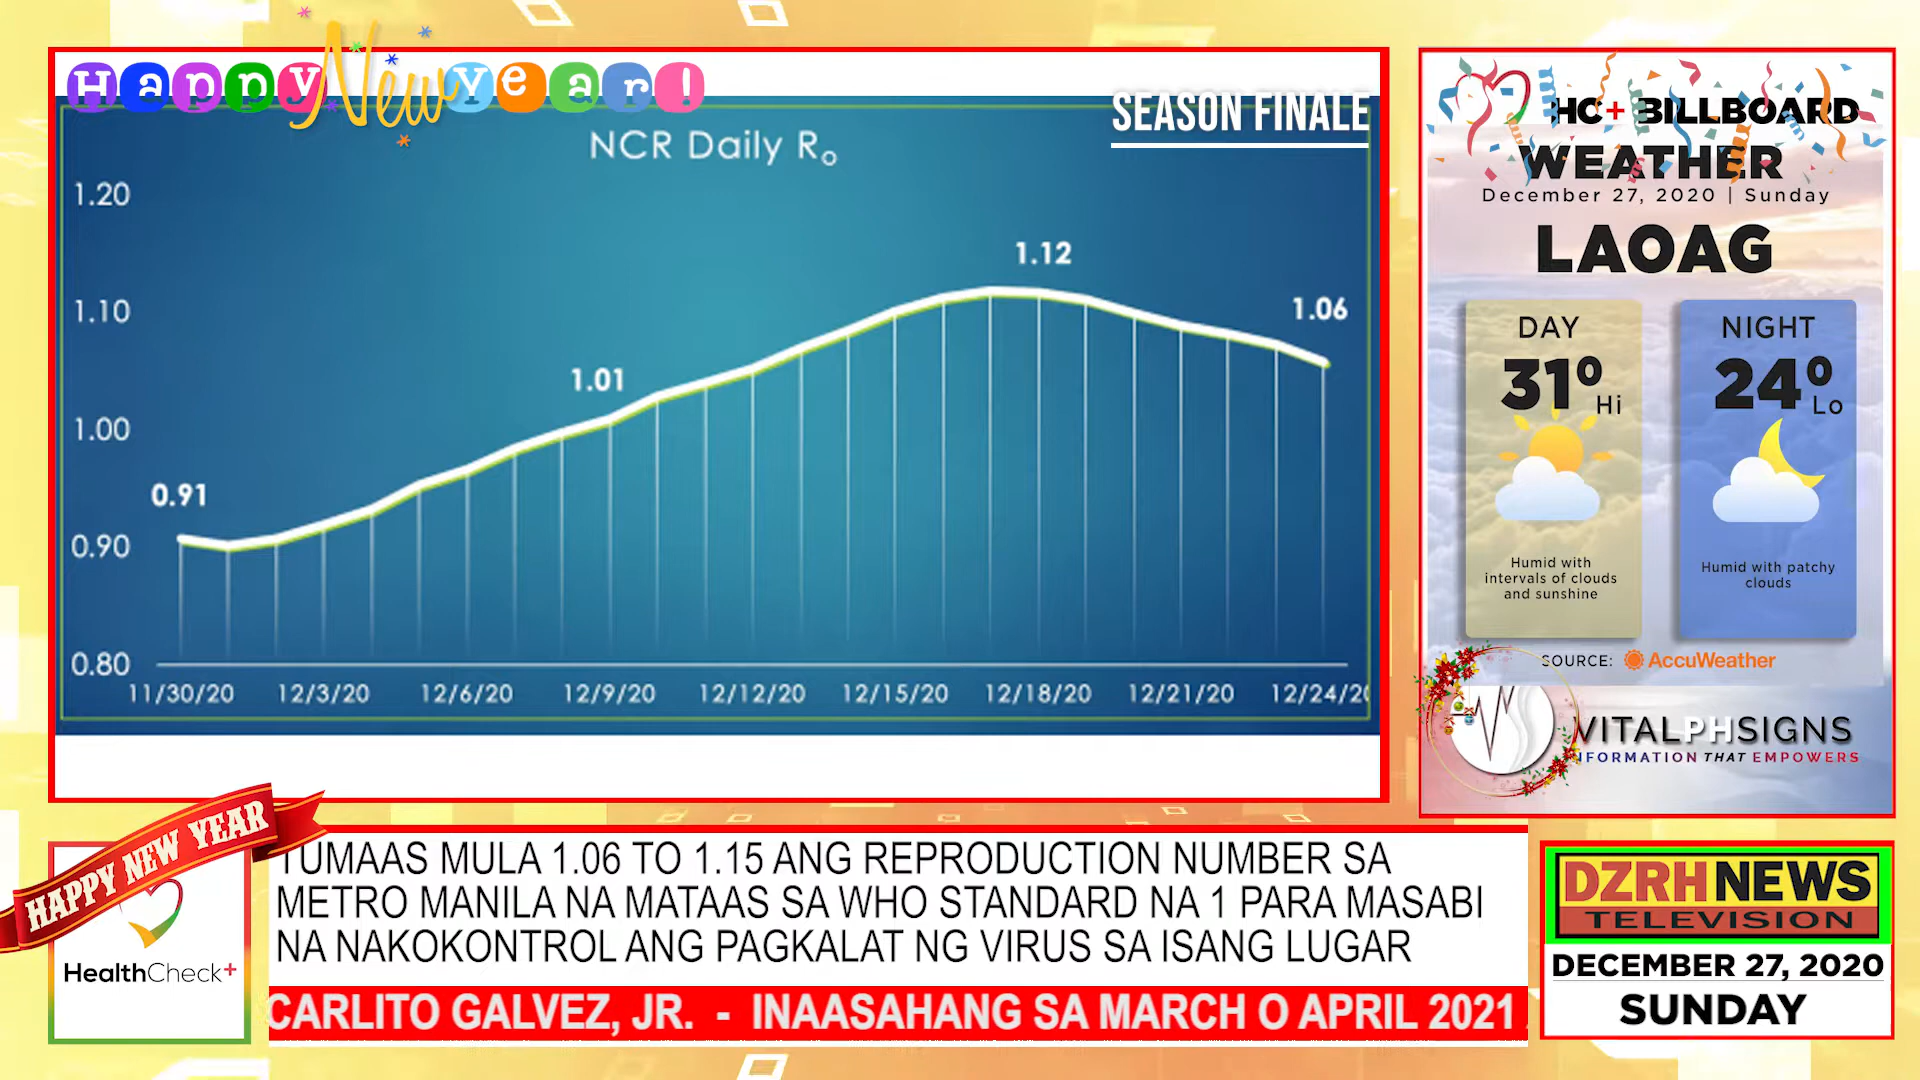 Happy New Year!
SEASON FINALE
NCR Daily R₀
1.20
1.10
1.00
0.90
0.80
0.91
1.01
1.12
1.06
11/30/20 12/3/20 12/6/20 12/9/20 12/12/20 12/15/20 12/18/20 12/21/20 12/24/20
HC+ BILLBOARD
WEATHER
December 27, 2020 | Sunday
LAOAG
DAY
31⁰ Hi
Humid with
intervals of clouds
and sunshine
NIGHT
24⁰ Lo
Humid with patchy
clouds
SOURCE: AccuWeather
VITALPHSIGNS
NFORMATION THAT EMPOWERS
HAPPY NEW YEAR
HealthCheck+
TUMAAS MULA 1.06 TO 1.15 ANG REPRODUCTION NUMBER SA
METRO MANILA NA MATAAS SA WHO STANDARD NA 1 PARA MASABI
NA NAKOKONTROL ANG PAGKALAT NG VIRUS SA ISANG LUGAR
CARLITO GALVEZ, JR. - INAASAHANG SA MARCH O APRIL 2021
DZRH NEWS
TELEVISION
DECEMBER 27, 2020
SUNDAY